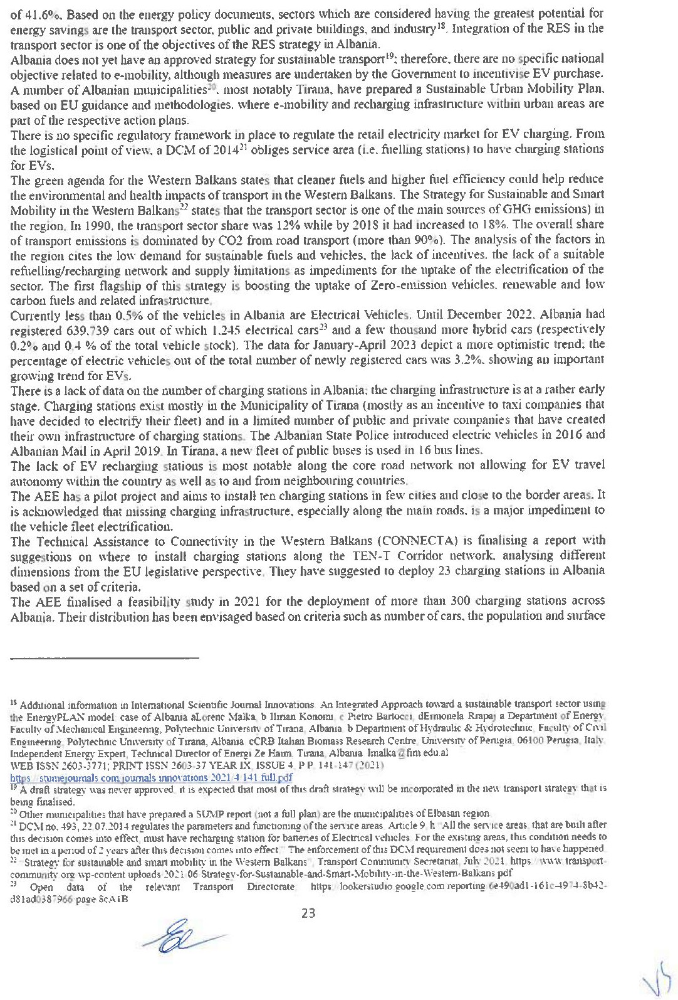 of 41.6%. Based on the energy policy documents, sectors which are considered having the greatest potential for
energy savings are the transport sector, public and private buildings, and industry¹⁸. Integration of the RES in the
transport sector is one of the objectives of the RES strategy in Albania.
Albania does not yet have an approved strategy for sustainable transport¹⁹; therefore, there are no specific national
objective related to e-mobility, although measures are undertaken by the Government to incentivise EV purchase.
A number of Albanian municipalities²⁰, most notably Tirana, have prepared a Sustainable Urban Mobility Plan,
based on EU guidance and methodologies, where e-mobility and recharging infrastructure within urban areas are
part of the respective action plans.
There is no specific regulatory framework in place to regulate the retail electricity market for EV charging. From
the logistical point of view, a DCM of 2014²¹ obliges service area (i.e. fuelling stations) to have charging stations
for EVs.
The green agenda for the Western Balkans states that cleaner fuels and higher fuel efficiency could help reduce
the environmental and health impacts of transport in the Western Balkans. The Strategy for Sustainable and Smart
Mobility in the Western Balkans²² states that the transport sector is one of the main sources of GHG emissions) in
the region. In 1990, the transport sector share was 12% while by 2018 it had increased to 18%. The overall share
of transport emissions is dominated by CO2 from road transport (more than 90%). The analysis of the factors in
the region cites the low demand for sustainable fuels and vehicles, the lack of incentives, the lack of a suitable
refuelling/recharging network and supply limitations as impediments for the uptake of the electrification of the
sector. The first flagship of this strategy is boosting the uptake of Zero-emission vehicles, renewable and low
carbon fuels and related infrastructure.
Currently less than 0.5% of the vehicles in Albania are Electrical Vehicles. Until December 2022, Albania had
registered 639,739 cars out of which 1,245 electrical cars²³ and a few thousand more hybrid cars (respectively
0.2% and 0.4 % of the total vehicle stock). The data for January-April 2023 depict a more optimistic trend; the
percentage of electric vehicles out of the total number of newly registered cars was 3.2%, showing an important
growing trend for EVs.
There is a lack of data on the number of charging stations in Albania; the charging infrastructure is at a rather early
stage. Charging stations exist mostly in the Municipality of Tirana (mostly as an incentive to taxi companies that
have decided to electrify their fleet) and in a limited number of public and private companies that have created
their own infrastructure of charging stations. The Albanian State Police introduced electric vehicles in 2016 and
Albanian Mail in April 2019. In Tirana, a new fleet of public buses is used in 16 bus lines.
The lack of EV recharging stations is most notable along the core road network not allowing for EV travel
autonomy within the country as well as to and from neighbouring countries.
The AEE has a pilot project and aims to install ten charging stations in few cities and close to the border areas. It
is acknowledged that missing charging infrastructure, especially along the main roads, is a major impediment to
the vehicle fleet electrification.
The Technical Assistance to Connectivity in the Western Balkans (CONNECTA) is finalising a report with
suggestions on where to install charging stations along the TEN-T Corridor network, analysing different
dimensions from the EU legislative perspective. They have suggested to deploy 23 charging stations in Albania
based on a set of criteria.
The AEE finalised a feasibility study in 2021 for the deployment of more than 300 charging stations across
Albania. Their distribution has been envisaged based on criteria such as number of cars, the population and surface
¹⁸ Additional information in International Scientific Journal Innovations An Integrated Approach toward a sustainable transport sector using
the EnergyPLAN model: case of Albania aLorenc Malka, b Ilirian Konomi, c Pietro Bartocci, dErmonela Rrapaj a Department of Energy,
Faculty of Mechanical Engineering, Polytechnic University of Tirana, Albania b Department of Hydraulic & Hydrotechnic, Faculty of Civil
Engineering, Polytechnic University of Tirana, Albania cCRB Italian Biomass Research Centre, University of Perugia, 06100 Perugia, Italy
Independent Energy Expert, Technical Director of Energi Ze Haim, Tirana, Albania lmalka@fim.edu.al
WEB ISSN 2603-3771; PRINT ISSN 2603-37 YEAR IX, ISSUE 4, P.P. 141-147 (2021)
https://stumejournals.com/journals/innovations/2021/4/141.full.pdf
¹⁹ A draft strategy was never approved, it is expected that most of this draft strategy will be incorporated in the new transport strategy that is
being finalised.
²⁰ Other municipalities that have prepared a SUMP report (not a full plan) are the municipalities of Elbasan region
²¹ DCM no. 493, 22.07.2014 regulates the parameters and functioning of the service areas. Article 9, h "All the service areas, that are built after
this decision comes into effect, must have recharging station for batteries of Electrical vehicles. For the existing areas, this condition needs to
be met in a period of 2 years after this decision comes into effect." The enforcement of this DCM requirement does not seem to have happened
²² "Strategy for sustainable and smart mobility in the Western Balkans", Transport Community Secretariat, July 2021, https://www.transport-
community.org/wp-content/uploads/2021/06/Strategy-for-Sustainable-and-Smart-Mobility-in-the-Western-Balkans.pdf
²³ Open data of the relevant Transport Directorate https://lookerstudio.google.com/reporting/6e490ad1-161c-4974-8b42-
d81ad0387966/page/8cA1B
23